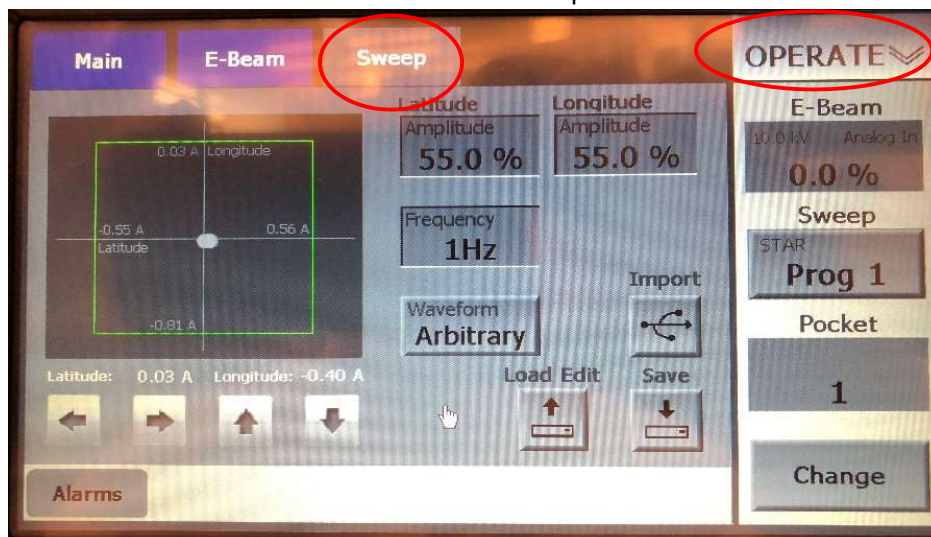 Main E-Beam Sweep OPERATE
Latitude Longitude
Amplitude Amplitude
55.0 % 55.0 %
0.03 A Longitude
-0.55 A 0.56 A
Latitude
-0.81 A
Frequency
1Hz
Waveform
Arbitrary
Import
Load Edit Save
Latitude: 0.03 A Longitude: -0.40 A
Alarms
E-Beam
10.0 kV Analog In
0.0 %
Sweep
STAR
Prog 1
Pocket
1
Change